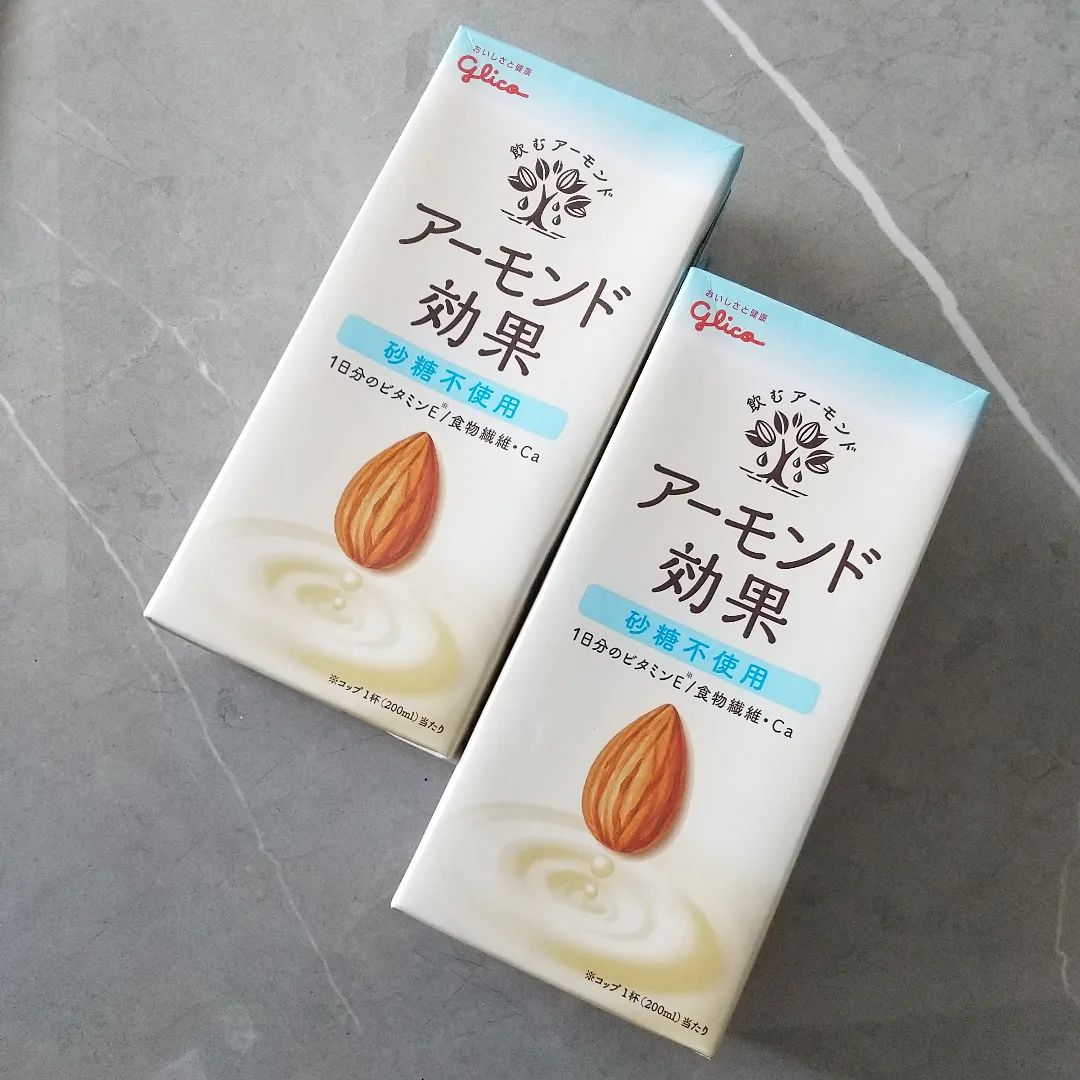 おいしさと健康
glico
飲むアーモンド
アーモンド
効果
砂糖不使用
1日分のビタミンE※/食物繊維・Ca
※コップ1杯(200ml)当たり
おいしさと健康
glico
飲むアーモンド
アーモンド
効果
砂糖不使用
1日分のビタミンE※/食物繊維・Ca
※コップ1杯(200ml)当たり